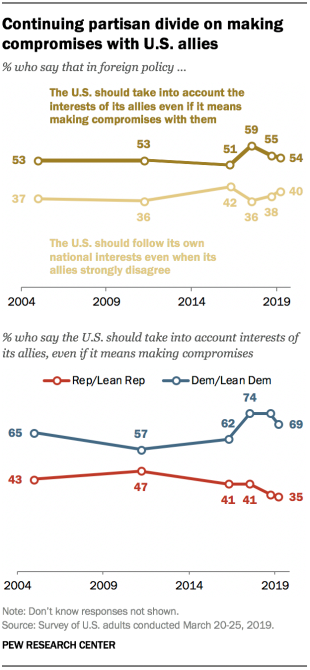 Continuing partisan divide on making
compromises with U.S. allies
% who say that in foreign policy ...
The U.S. should take into account the
interests of its allies even if it means
making compromises with them
59
53
53
51
55
54
37
36
42
36
38
40
The U.S. should follow its own
national interests even when its
allies strongly disagree
2004
2009
2014
2019
% who say the U.S. should take into account interests of
its allies, even if it means making compromises
Rep/Lean Rep
Dem/Lean Dem
74
65
57
62
69
43
47
41
41
35
2004
2009
2014
2019
Note: Don't know responses not shown.
Source: Survey of U.S. adults conducted March 20-25, 2019.
PEW RESEARCH CENTER